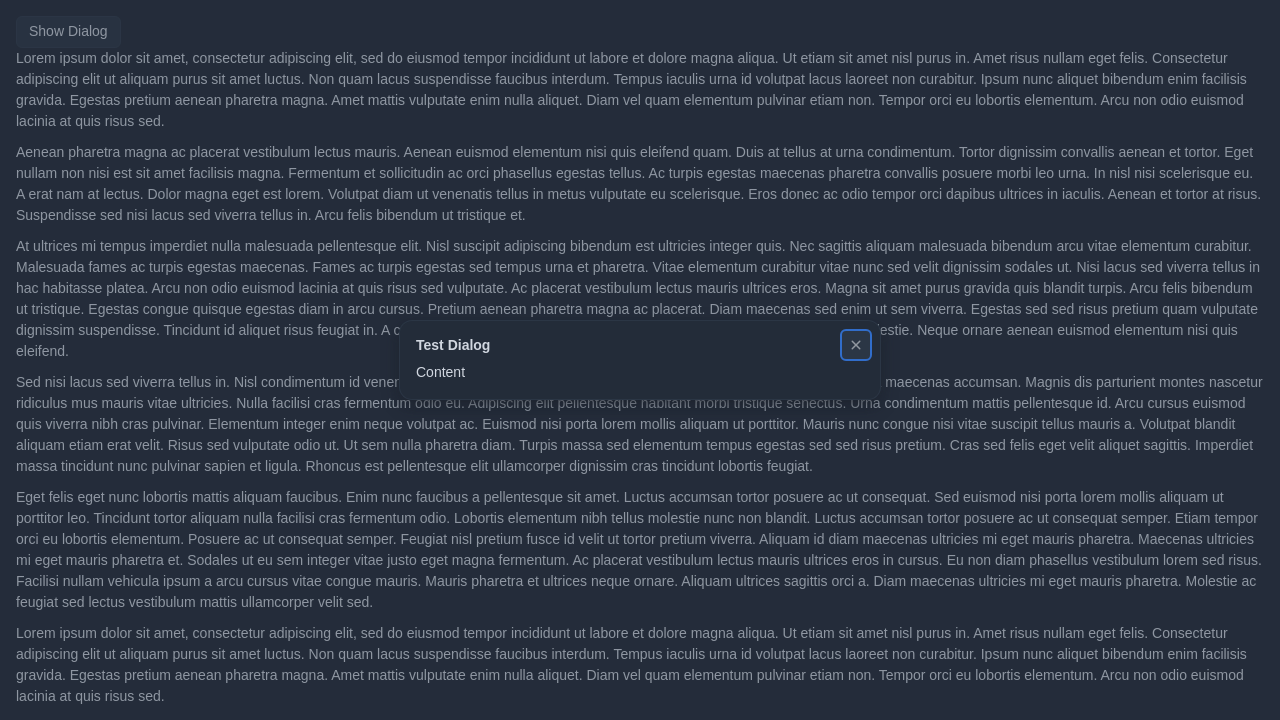 Show Dialog
Lorem ipsum dolor sit amet, consectetur adipiscing elit, sed do eiusmod tempor incididunt ut labore et dolore magna aliqua. Ut etiam sit amet nisl purus in. Amet risus nullam eget felis. Consectetur
adipiscing elit ut aliquam purus sit amet luctus. Non quam lacus suspendisse faucibus interdum. Tempus iaculis urna id volutpat lacus laoreet non curabitur. Ipsum nunc aliquet bibendum enim facilisis
gravida. Egestas pretium aenean pharetra magna. Amet mattis vulputate enim nulla aliquet. Diam vel quam elementum pulvinar etiam non. Tempor orci eu lobortis elementum. Arcu non odio euismod
lacinia at quis risus sed.
Aenean pharetra magna ac placerat vestibulum lectus mauris. Aenean euismod elementum nisi quis eleifend quam. Duis at tellus at urna condimentum. Tortor dignissim convallis aenean et tortor. Eget
nullam non nisi est sit amet facilisis magna. Fermentum et sollicitudin ac orci phasellus egestas tellus. Ac turpis egestas maecenas pharetra convallis posuere morbi leo urna. In nisl nisi scelerisque eu.
A erat nam at lectus. Dolor magna eget est lorem. Volutpat diam ut venenatis tellus in metus vulputate eu scelerisque. Eros donec ac odio tempor orci dapibus ultrices in iaculis. Aenean et tortor at risus.
Suspendisse sed nisi lacus sed viverra tellus in. Arcu felis bibendum ut tristique et.
At ultrices mi tempus imperdiet nulla malesuada pellentesque elit. Nisl suscipit adipiscing bibendum est ultricies integer quis. Nec sagittis aliquam malesuada bibendum arcu vitae elementum curabitur.
Malesuada fames ac turpis egestas maecenas. Fames ac turpis egestas sed tempus urna et pharetra. Vitae elementum curabitur vitae nunc sed velit dignissim sodales ut. Nisi lacus sed viverra tellus in
hac habitasse platea. Arcu non odio euismod lacinia at quis risus sed vulputate. Ac placerat vestibulum lectus mauris ultrices eros. Magna sit amet purus gravida quis blandit turpis. Arcu felis bibendum
ut tristique. Egestas congue quisque egestas diam in arcu cursus. Pretium aenean pharetra magna ac placerat. Diam maecenas sed enim ut sem viverra. Egestas sed sed risus pretium quam vulputate
dignissim suspendisse. Tincidunt id aliquet risus feugiat in. A Neque ornare aenean euismod elementum nisi quis
eleifend.
Test Dialog
Content
Sed nisi lacus sed viverra tellus in. Nisl condimentum id maecenas accumsan. Magnis dis parturient montes nascetur
ridiculus mus mauris vitae ultricies. Nulla facilisi cras fermentum odio eu. Adipiscing elit pellentesque habitant morbi tristique senectus. Urna condimentum mattis pellentesque id. Arcu cursus euismod
quis viverra nibh cras pulvinar. Elementum integer enim neque volutpat ac. Euismod nisi porta lorem mollis aliquam ut porttitor. Mauris nunc congue nisi vitae suscipit tellus mauris a. Volutpat blandit
aliquam etiam erat velit. Risus sed vulputate odio ut. Ut sem nulla pharetra diam. Turpis massa sed elementum tempus egestas sed sed risus pretium. Cras sed felis eget velit aliquet sagittis. Imperdiet
massa tincidunt nunc pulvinar sapien et ligula. Rhoncus est pellentesque elit ullamcorper dignissim cras tincidunt lobortis feugiat.
Eget felis eget nunc lobortis mattis aliquam faucibus. Enim nunc faucibus a pellentesque sit amet. Luctus accumsan tortor posuere ac ut consequat. Sed euismod nisi porta lorem mollis aliquam ut
porttitor leo. Tincidunt tortor aliquam nulla facilisi cras fermentum odio. Lobortis elementum nibh tellus molestie nunc non blandit. Luctus accumsan tortor posuere ac ut consequat semper. Etiam tempor
orci eu lobortis elementum. Posuere ac ut consequat semper. Feugiat nisl pretium fusce id velit ut tortor pretium viverra. Aliquam id diam maecenas ultricies mi eget mauris pharetra. Maecenas ultricies
mi eget mauris pharetra et. Sodales ut eu sem integer vitae justo eget magna fermentum. Ac placerat vestibulum lectus mauris ultrices eros in cursus. Eu non diam phasellus vestibulum lorem sed risus.
Facilisi nullam vehicula ipsum a arcu cursus vitae congue mauris. Mauris pharetra et ultrices neque ornare. Aliquam ultrices sagittis orci a. Diam maecenas ultricies mi eget mauris pharetra. Molestie ac
feugiat sed lectus vestibulum mattis ullamcorper velit sed.
Lorem ipsum dolor sit amet, consectetur adipiscing elit, sed do eiusmod tempor incididunt ut labore et dolore magna aliqua. Ut etiam sit amet nisl purus in. Amet risus nullam eget felis. Consectetur
adipiscing elit ut aliquam purus sit amet luctus. Non quam lacus suspendisse faucibus interdum. Tempus iaculis urna id volutpat lacus laoreet non curabitur. Ipsum nunc aliquet bibendum enim facilisis
gravida. Egestas pretium aenean pharetra magna. Amet mattis vulputate enim nulla aliquet. Diam vel quam elementum pulvinar etiam non. Tempor orci eu lobortis elementum. Arcu non odio euismod
lacinia at quis risus sed.